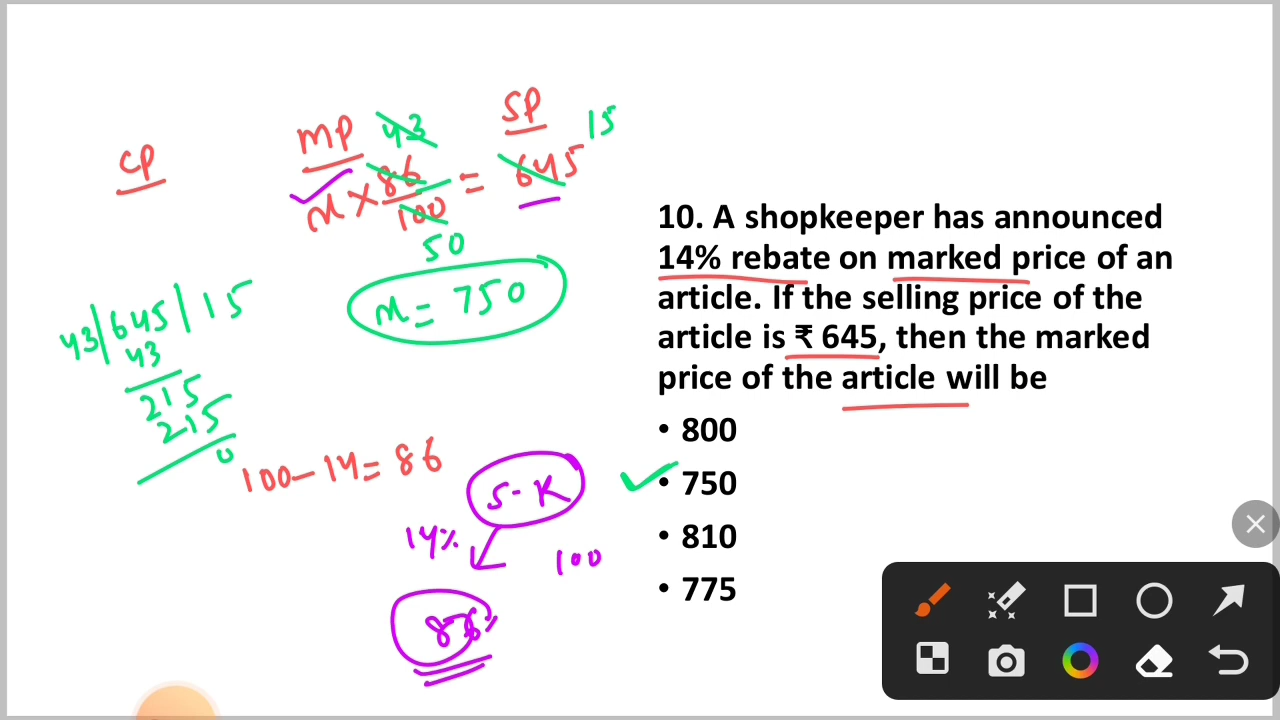 CP
MP
SP
43
15
x × 86/100 = 645
50
x = 750
43/645/15
43
215
215
0
100 - 14 = 86
S-K
14%
100
10. A shopkeeper has announced
14% rebate on marked price of an
article. If the selling price of the
article is ₹ 645, then the marked
price of the article will be
• 800
• 750
• 810
• 775